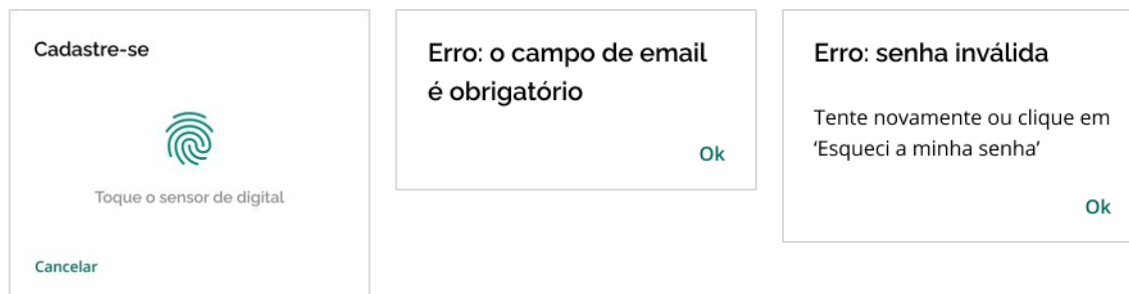 Cadastre-se
Toque o sensor de digital
Cancelar
Erro: o campo de email
é obrigatório
Ok
Erro: senha inválida
Tente novamente ou clique em
‘Esqueci a minha senha’
Ok